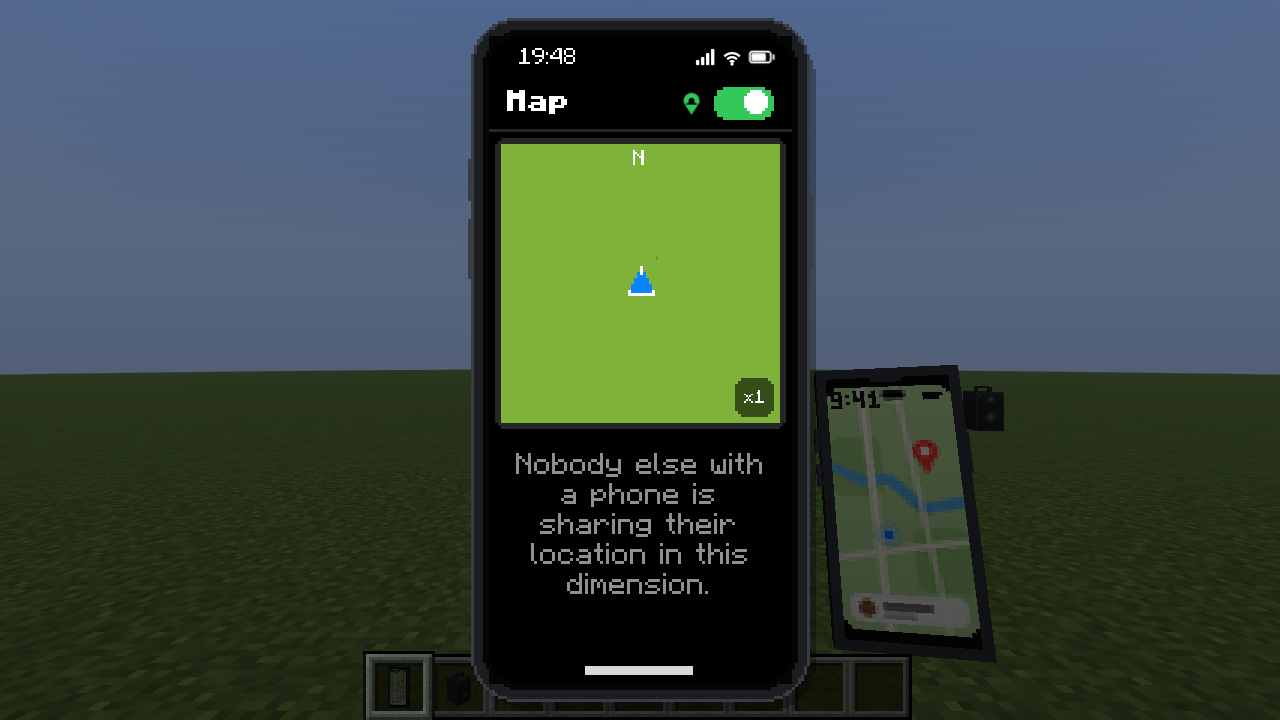 19:48
Map
N
x1
Nobody else with
a phone is
sharing their
location in this
dimension.
9:41